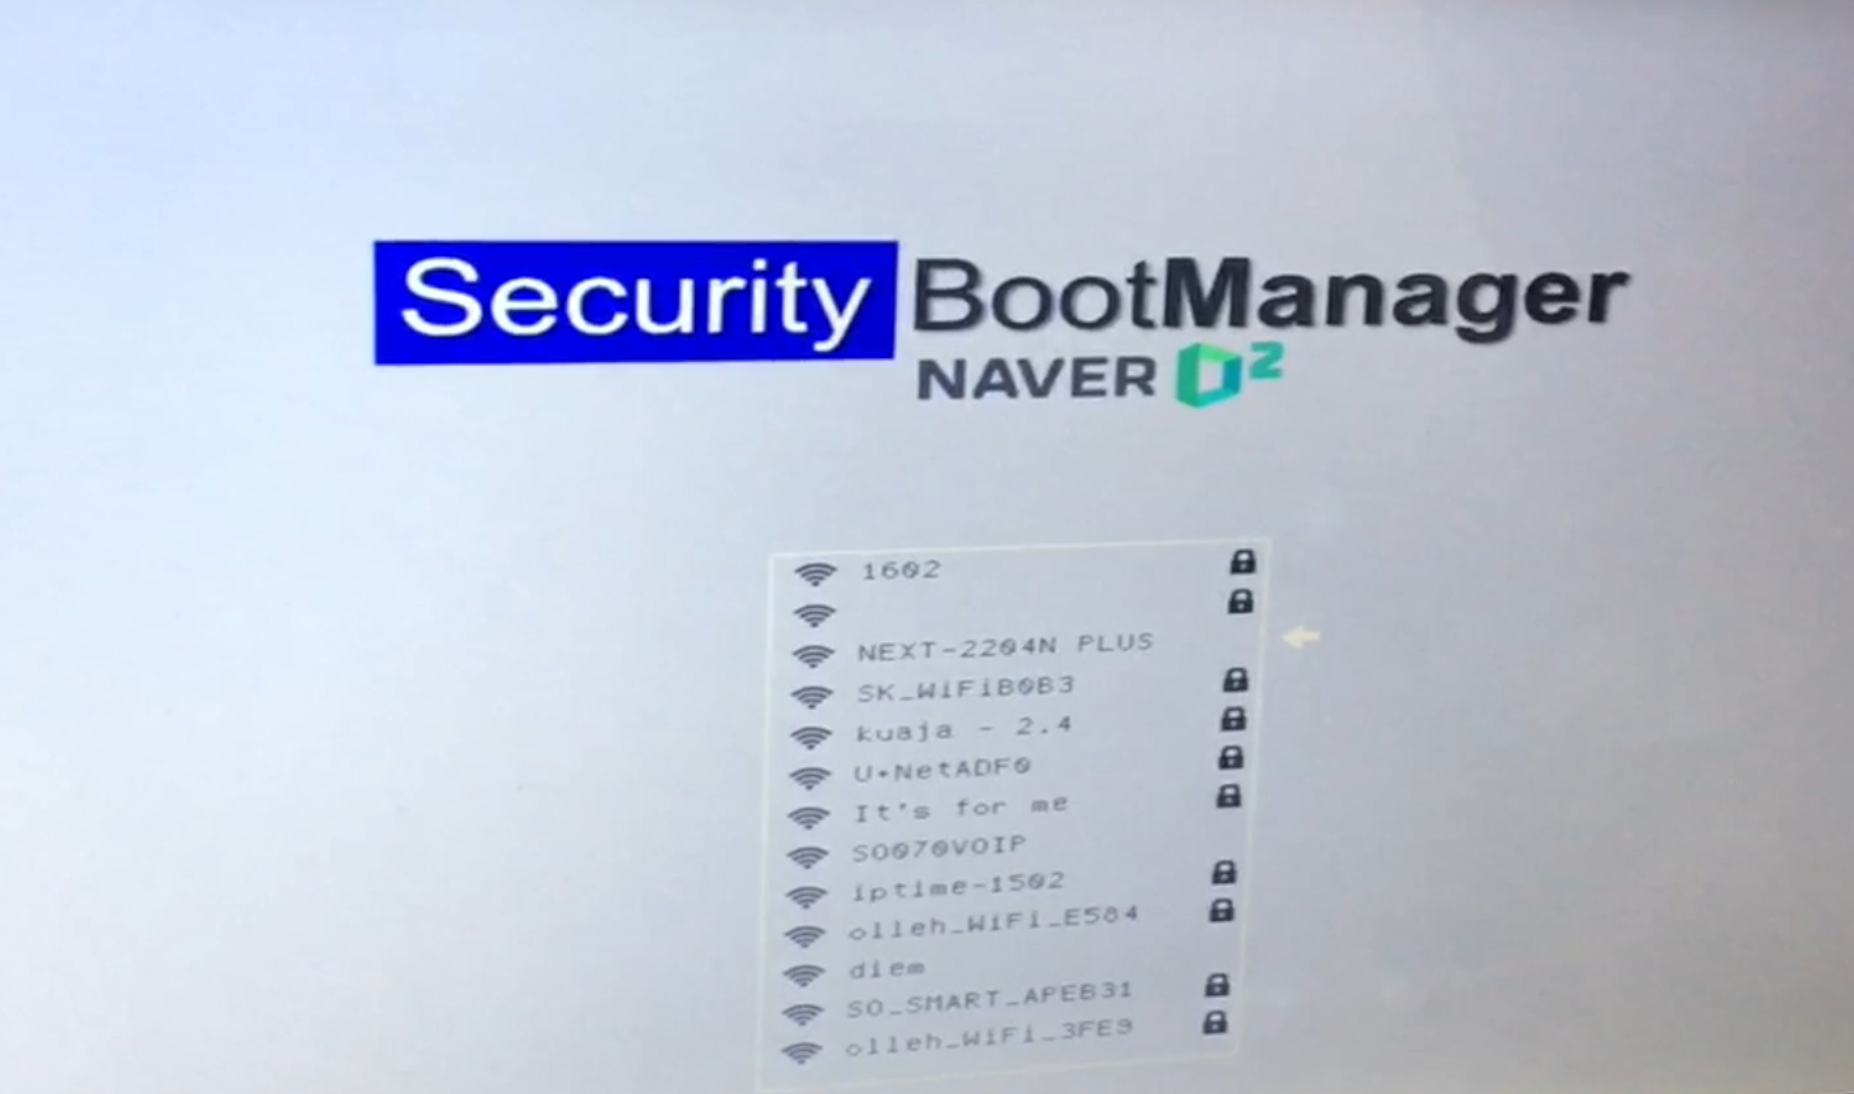 Security BootManager
NAVER D2
1602
NEXT-2204N PLUS
SK_WiFiB0B3
kuaja - 2.4
U+NetADF0
It's for me
SO070VOIP
iptime-1502
olleh_WiFi_E584
diem
SO_SMART_APEB31
olleh_WiFi_3FE9